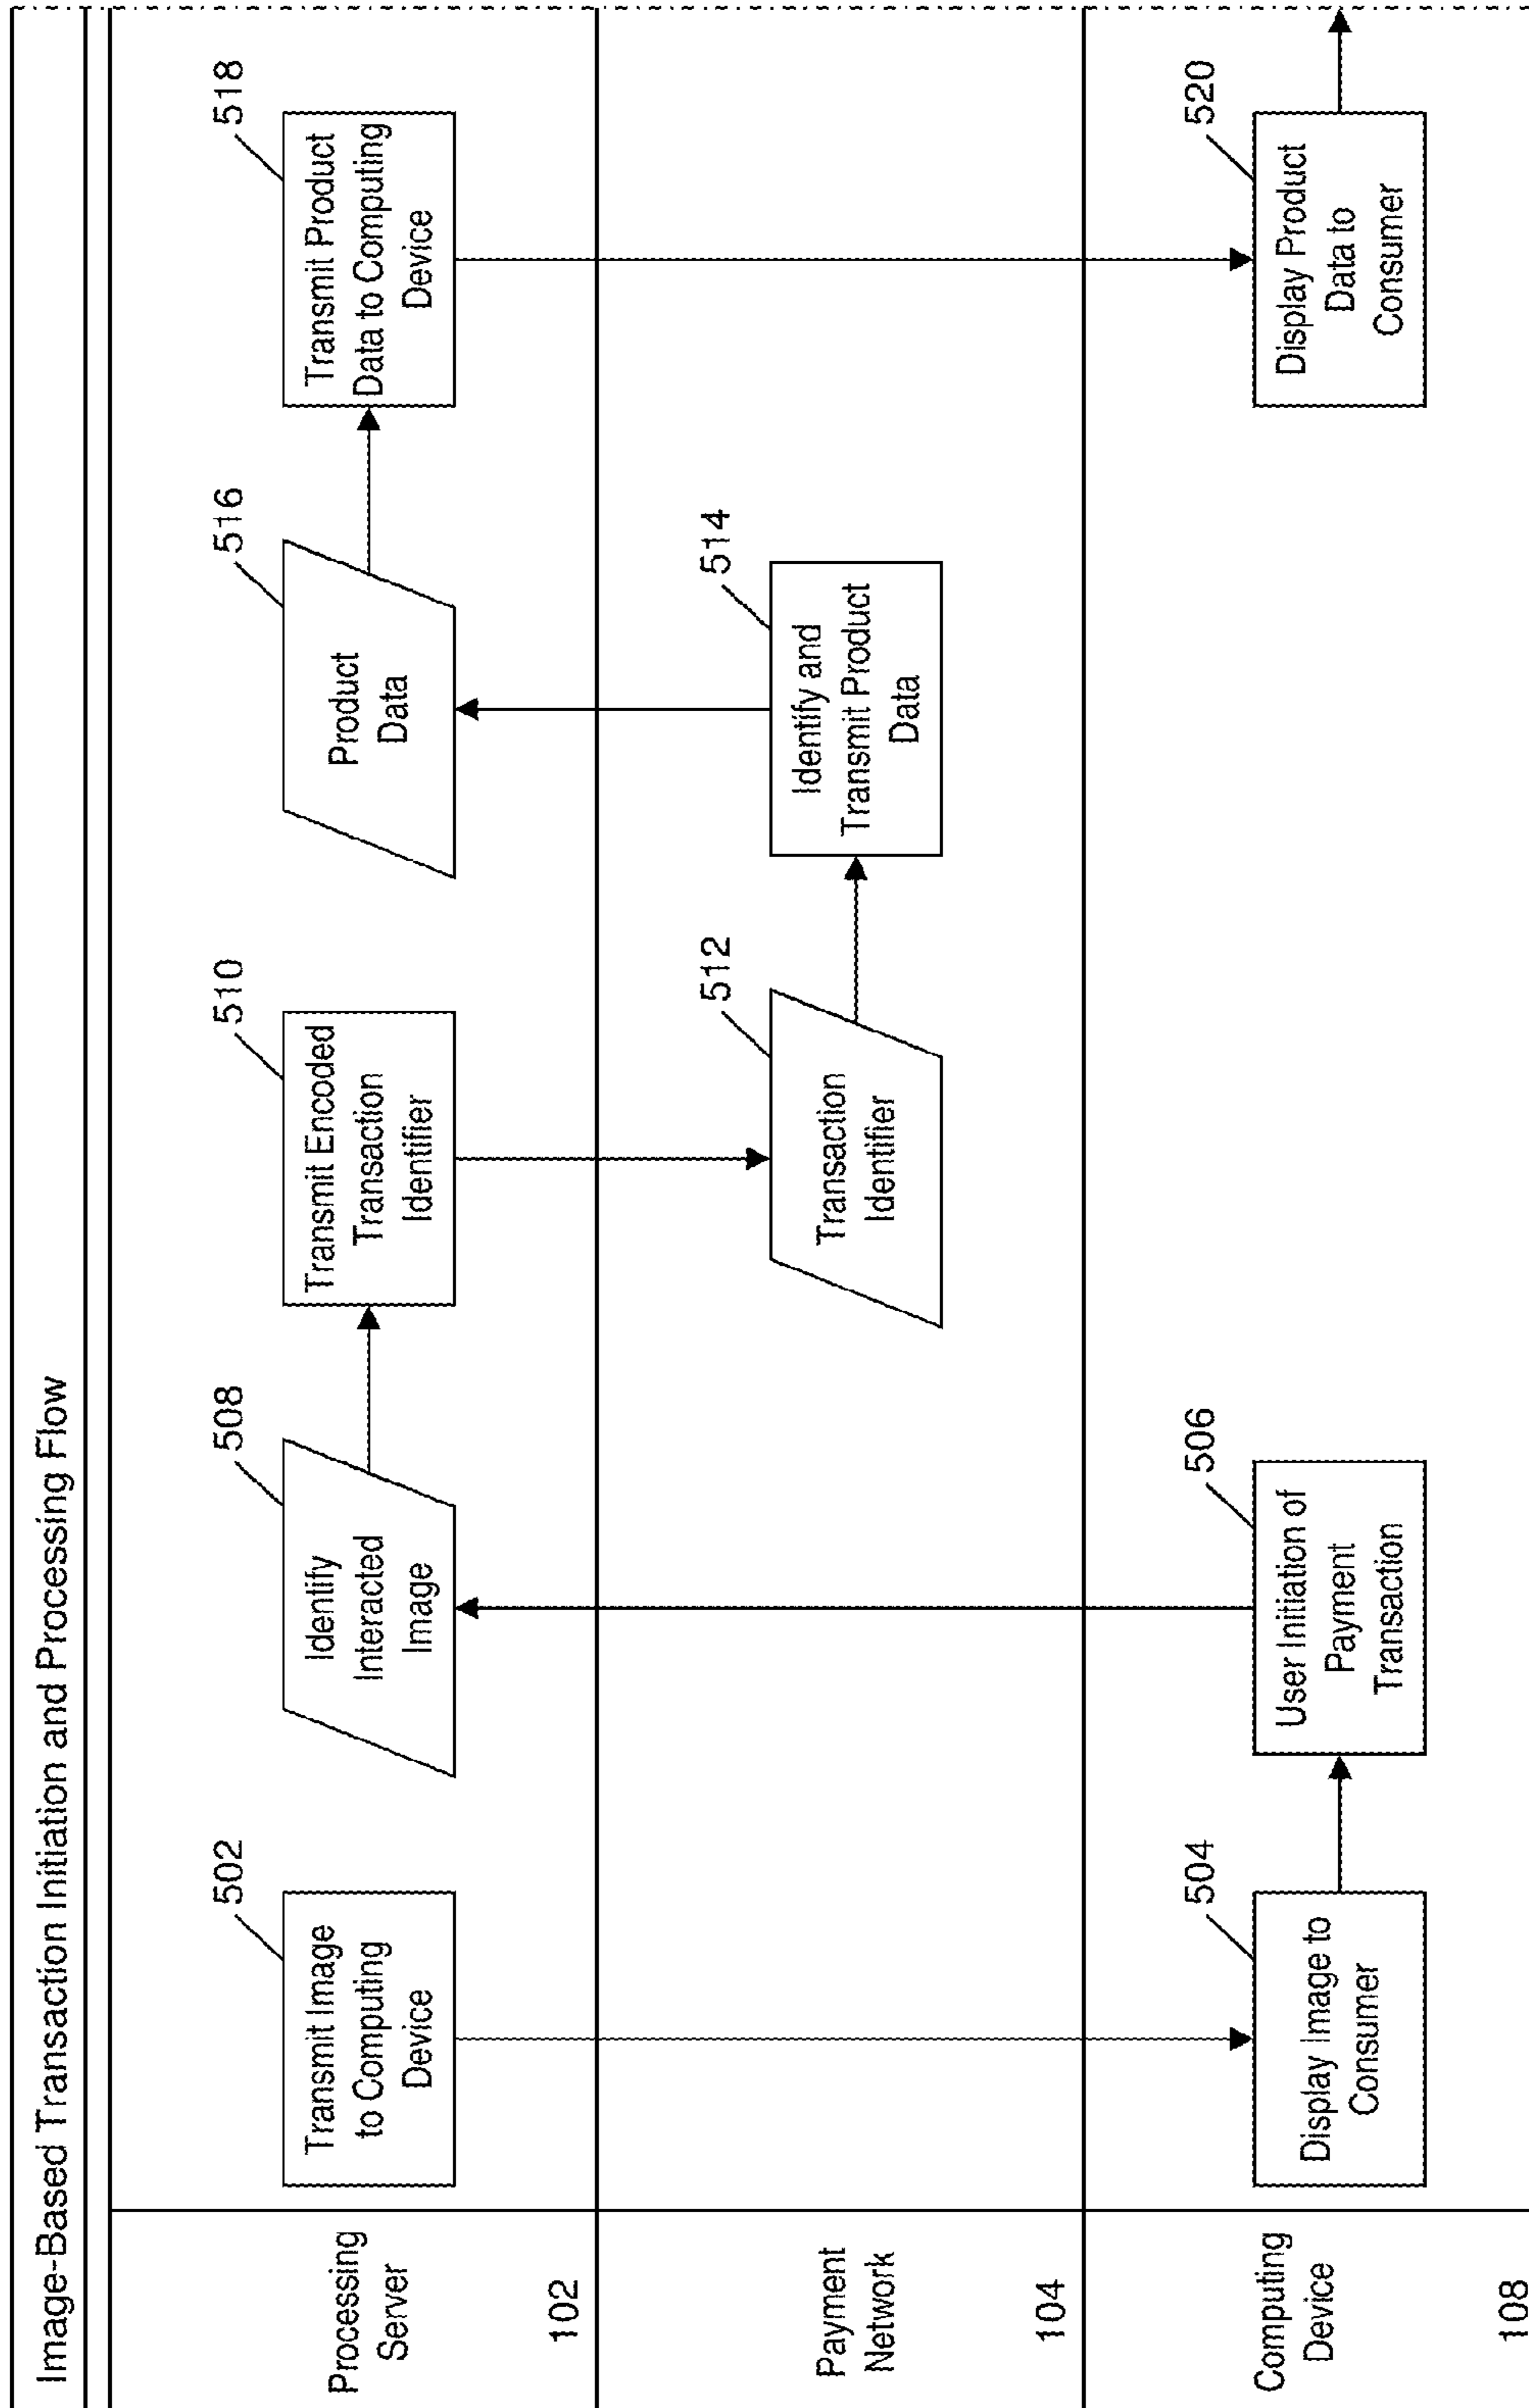 Image-Based Transaction Initiation and Processing Flow
Processing
Server
102
502
Transmit Image
to Computing
Device
508
Identify
Interacted
Image
510
Transmit Encoded
Transaction
Identifier
516
Product
Data
518
Transmit Product
Data to Computing
Device
Payment
Network
104
512
Transaction
Identifier
514
Identify and
Transmit Product
Data
Computing
Device
108
504
Display Image to
Consumer
506
User Initiation of
Payment
Transaction
520
Display Product
Data to
Consumer